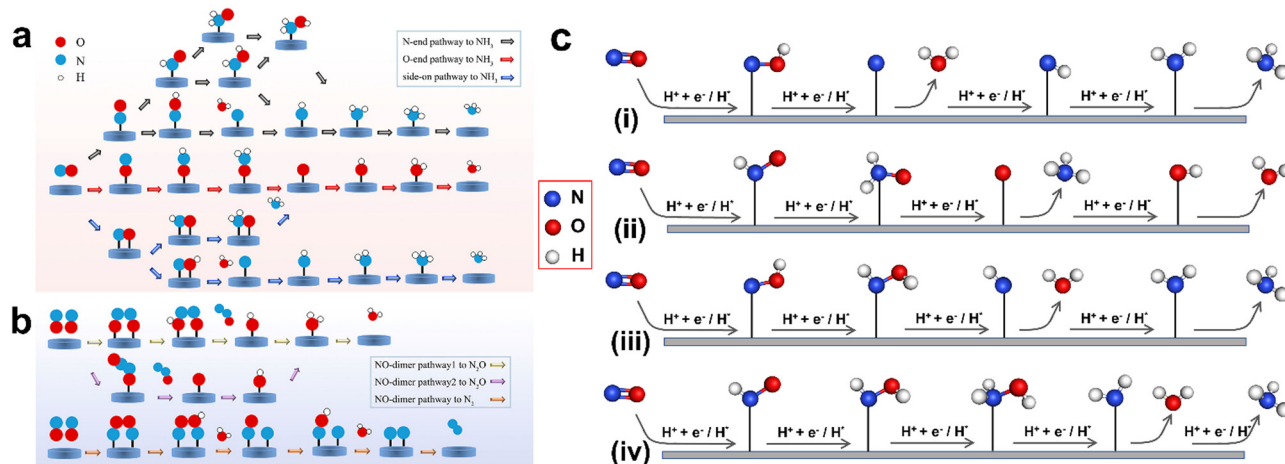 a
O
N
H
N-end pathway to NH₃
O-end pathway to NH₃
side-on pathway to NH₃
b
NO-dimer pathway1 to N₂O
NO-dimer pathway2 to N₂O
NO-dimer pathway to N₂
N
O
H
c
H⁺ + e⁻ / H* H⁺ + e⁻ / H* H⁺ + e⁻ / H* H⁺ + e⁻ / H*
(i)
H⁺ + e⁻ / H* H⁺ + e⁻ / H* H⁺ + e⁻ / H* H⁺ + e⁻ / H*
(ii)
H⁺ + e⁻ / H* H⁺ + e⁻ / H* H⁺ + e⁻ / H* H⁺ + e⁻ / H*
(iii)
H⁺ + e⁻ / H* H⁺ + e⁻ / H* H⁺ + e⁻ / H* H⁺ + e⁻ / H* H⁺ + e⁻ / H*
(iv)